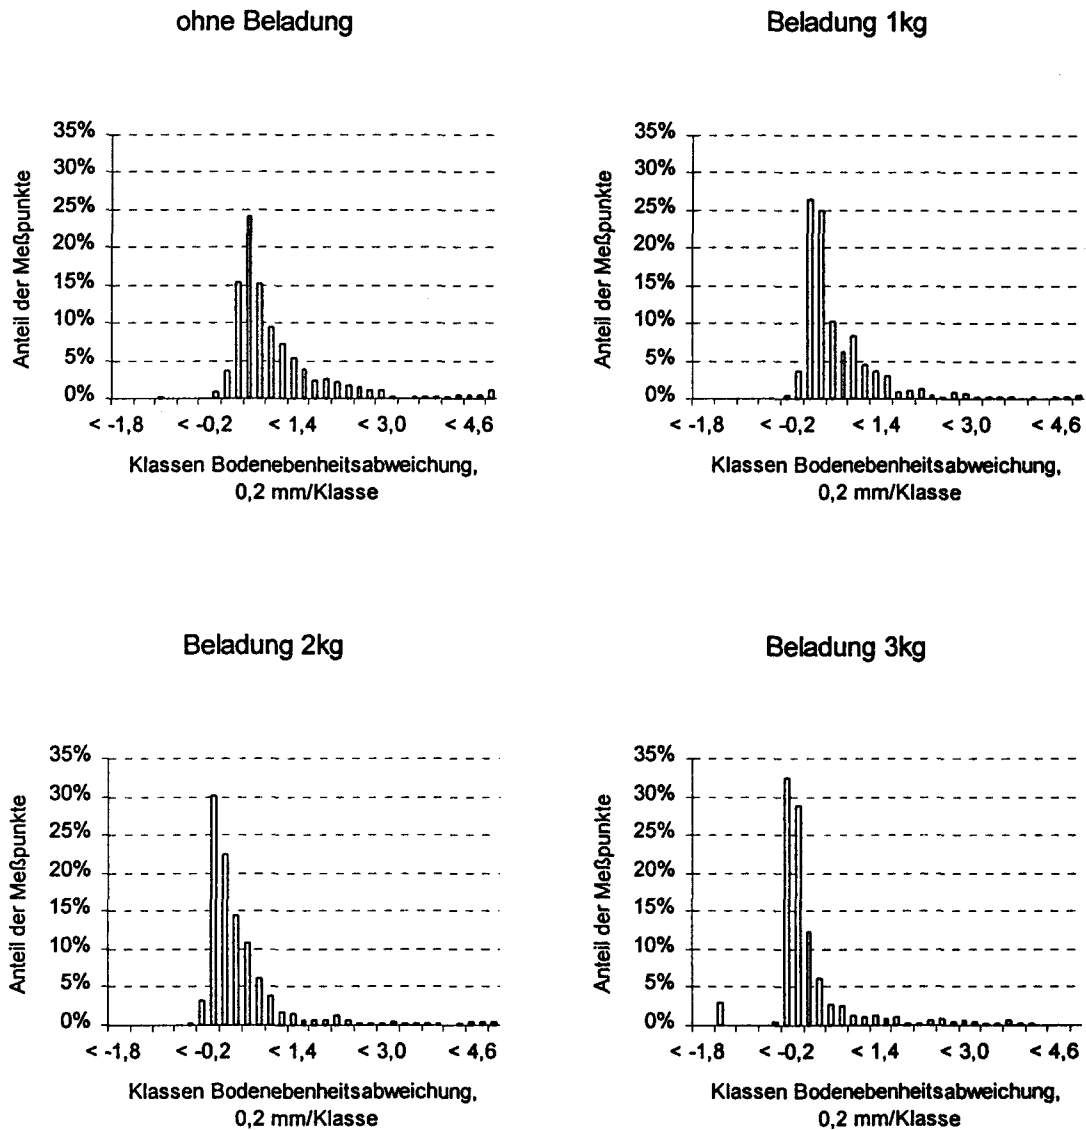 ohne Beladung
35%
30%
25%
20%
15%
10%
5%
0%
Anteil der Meßpunkte
< -1,8 < -0,2 < 1,4 < 3,0 < 4,6
Klassen Bodenebenheitsabweichung,
0,2 mm/Klasse
Beladung 1kg
35%
30%
25%
20%
15%
10%
5%
0%
Anteil der Meßpunkte
< -1,8 < -0,2 < 1,4 < 3,0 < 4,6
Klassen Bodenebenheitsabweichung,
0,2 mm/Klasse
Beladung 2kg
35%
30%
25%
20%
15%
10%
5%
0%
Anteil der Meßpunkte
< -1,8 < -0,2 < 1,4 < 3,0 < 4,6
Klassen Bodenebenheitsabweichung,
0,2 mm/Klasse
Beladung 3kg
35%
30%
25%
20%
15%
10%
5%
0%
Anteil der Meßpunkte
< -1,8 < -0,2 < 1,4 < 3,0 < 4,6
Klassen Bodenebenheitsabweichung,
0,2 mm/Klasse